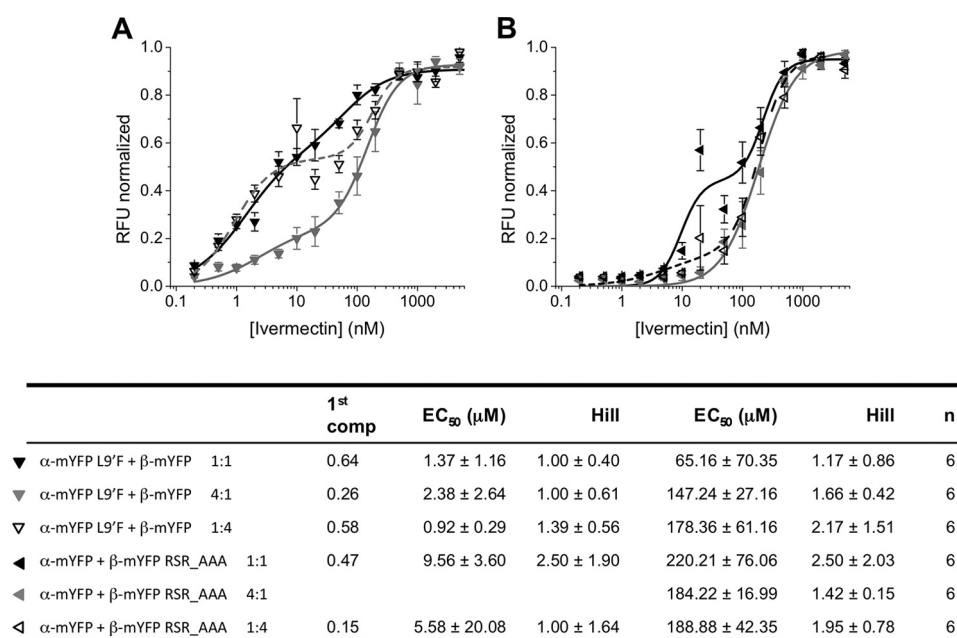 A
B
1.0
0.8
0.6
0.4
0.2
0.0
RFU normalized
0.1 1 10 100 1000
[Ivermectin] (nM)
1.0
0.8
0.6
0.4
0.2
0.0
RFU normalized
0.1 1 10 100 1000
[Ivermectin] (nM)
1st comp EC50 (μM) Hill EC50 (μM) Hill n
α-mYFP L9’F + β-mYFP 1:1 0.64 1.37 ± 1.16 1.00 ± 0.40 65.16 ± 70.35 1.17 ± 0.86 6
α-mYFP L9’F + β-mYFP 4:1 0.26 2.38 ± 2.64 1.00 ± 0.61 147.24 ± 27.16 1.66 ± 0.42 6
α-mYFP L9’F + β-mYFP 1:4 0.58 0.92 ± 0.29 1.39 ± 0.56 178.36 ± 61.16 2.17 ± 1.51 6
α-mYFP + β-mYFP RSR_AAA 1:1 0.47 9.56 ± 3.60 2.50 ± 1.90 220.21 ± 76.06 2.50 ± 2.03 6
α-mYFP + β-mYFP RSR_AAA 4:1 184.22 ± 16.99 1.42 ± 0.15 6
α-mYFP + β-mYFP RSR_AAA 1:4 0.15 5.58 ± 20.08 1.00 ± 1.64 188.88 ± 42.35 1.95 ± 0.78 6